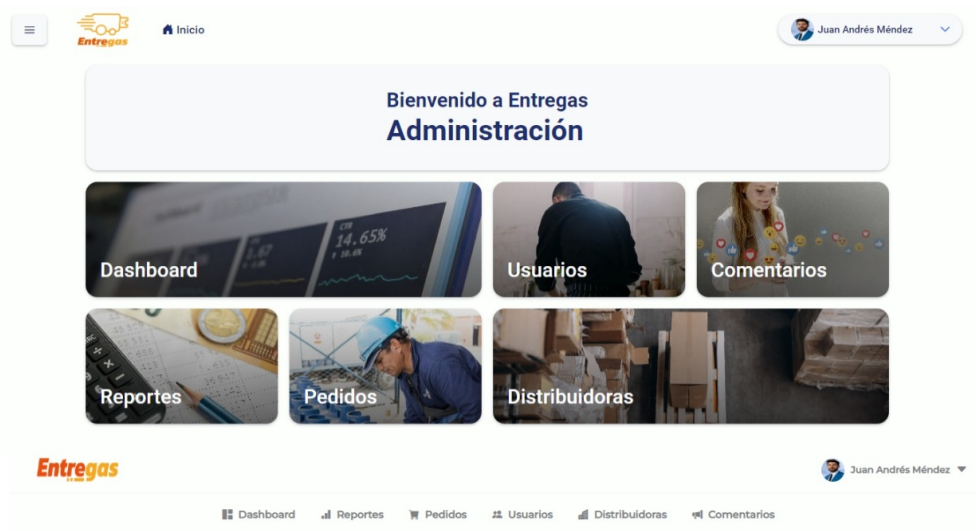 Entregas
Inicio
Juan Andrés Méndez
Bienvenido a Entregas
Administración
CTR
14.65%
Dashboard
Usuarios
Comentarios
Reportes
Pedidos
Distribuidoras
Entregas
Juan Andrés Méndez
Dashboard
Reportes
Pedidos
Usuarios
Distribuidoras
Comentarios